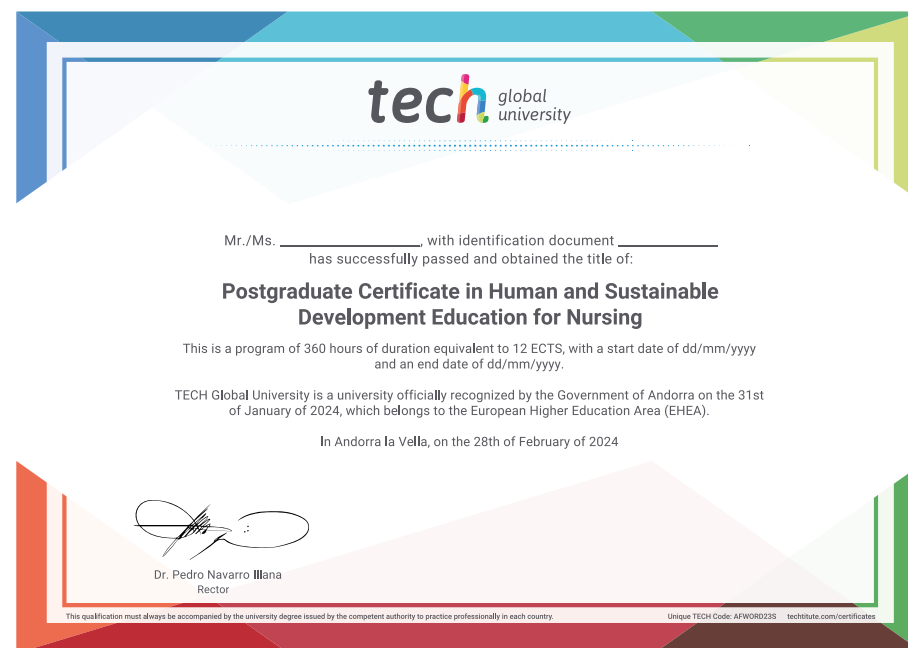 tech global
university
Mr./Ms. ____________, with identification document ____________
has successfully passed and obtained the title of:
Postgraduate Certificate in Human and Sustainable
Development Education for Nursing
This is a program of 360 hours of duration equivalent to 12 ECTS, with a start date of dd/mm/yyyy
and an end date of dd/mm/yyyy.
TECH Global University is a university officially recognized by the Government of Andorra on the 31st
of January of 2024, which belongs to the European Higher Education Area (EHEA).
In Andorra la Vella, on the 28th of February of 2024
Dr. Pedro Navarro Illana
Rector
This qualification must always be accompanied by the university degree issued by the competent authority to practice professionally in each country. Unique TECH Code: AFWORD23S techtitute.com/certificates